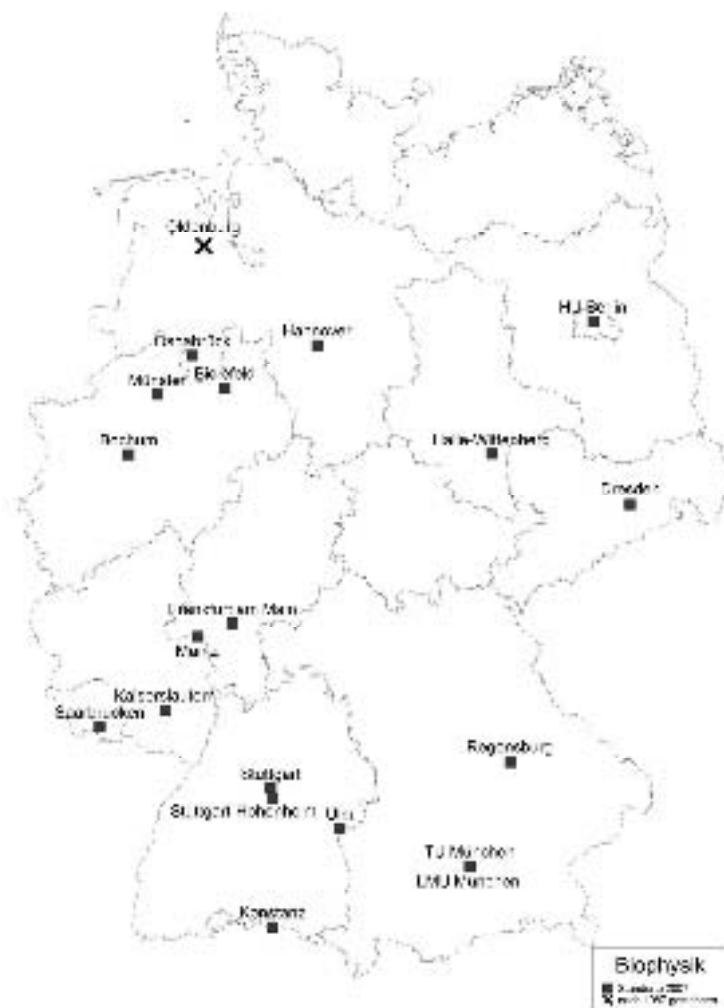 Oldenburg
HU Berlin
Hannover
Osnabrück
Bielefeld
Münster
Bochum
Halle-Wittenberg
Dresden
Frankfurt am Main
Mainz
Kaiserslautern
Saarbrücken
Regensburg
Stuttgart
Stuttgart Hohenheim
Ulm
TU München
LMU München
Konstanz
Biophysik